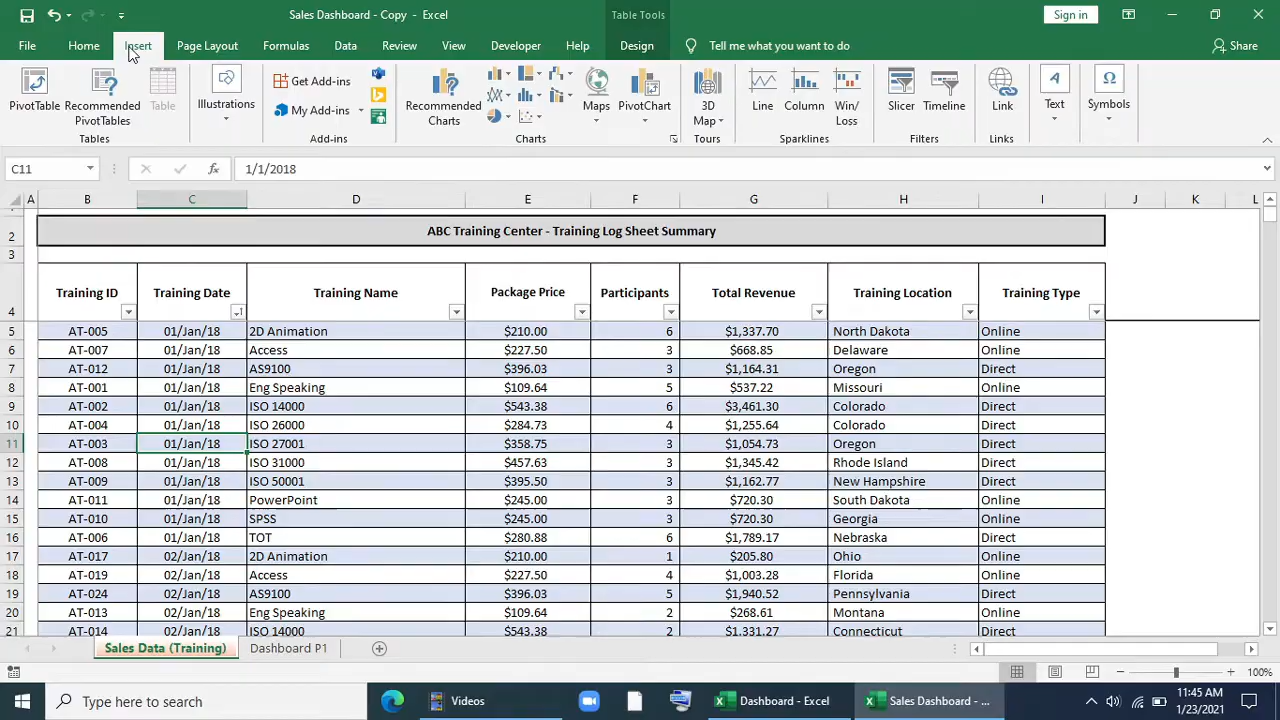 Sales Dashboard - Copy - Excel
Table Tools
Sign in
File Home Insert Page Layout Formulas Data Review View Developer Help Design Tell me what you want to do Share
PivotTable Recommended PivotTables Table Illustrations Get Add-ins My Add-ins Recommended Charts Maps PivotChart 3D Map Line Column Win/Loss Slicer Timeline Link Text Symbols
Tables Add-ins Charts Tours Sparklines Filters Links
C11 fx 1/1/2018
A B C D E F G H I J K L
2 ABC Training Center - Training Log Sheet Summary
3
4 Training ID Training Date Training Name Package Price Participants Total Revenue Training Location Training Type
5 AT-005 01/Jan/18 2D Animation $210.00 6 $1,337.70 North Dakota Online
6 AT-007 01/Jan/18 Access $227.50 3 $668.85 Delaware Online
7 AT-012 01/Jan/18 AS9100 $396.03 3 $1,164.31 Oregon Direct
8 AT-001 01/Jan/18 Eng Speaking $109.64 5 $537.22 Missouri Online
9 AT-002 01/Jan/18 ISO 14000 $543.38 6 $3,461.30 Colorado Direct
10 AT-004 01/Jan/18 ISO 26000 $284.73 4 $1,255.64 Colorado Direct
11 AT-003 01/Jan/18 ISO 27001 $358.75 3 $1,054.73 Oregon Direct
12 AT-008 01/Jan/18 ISO 31000 $457.63 3 $1,345.42 Rhode Island Direct
13 AT-009 01/Jan/18 ISO 50001 $395.50 3 $1,162.77 New Hampshire Direct
14 AT-011 01/Jan/18 PowerPoint $245.00 3 $720.30 South Dakota Online
15 AT-010 01/Jan/18 SPSS $245.00 3 $720.30 Georgia Online
16 AT-006 01/Jan/18 TOT $280.88 6 $1,789.17 Nebraska Direct
17 AT-017 02/Jan/18 2D Animation $210.00 1 $205.80 Ohio Online
18 AT-019 02/Jan/18 Access $227.50 4 $1,003.28 Florida Online
19 AT-024 02/Jan/18 AS9100 $396.03 5 $1,940.52 Pennsylvania Direct
20 AT-013 02/Jan/18 Eng Speaking $109.64 2 $268.61 Montana Online
21 AT-014 02/Jan/18 ISO 14000 $543.38 2 $1,331.27 Connecticut Direct
Sales Data (Training) Dashboard P1
100%
Type here to search Videos Dashboard - Excel Sales Dashboard - ... 11:45 AM
1/23/2021